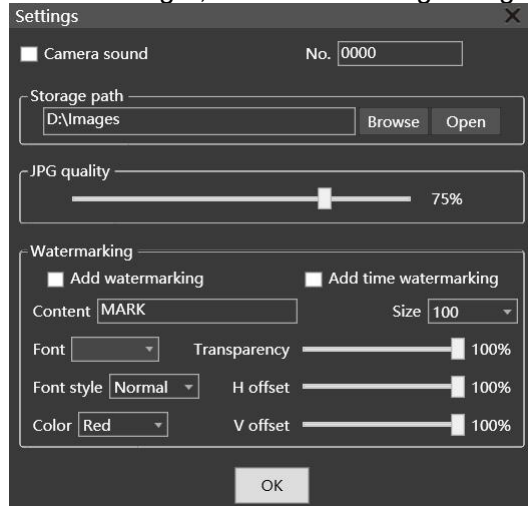 Settings
Camera sound No. 0000
Storage path
D:\Images Browse Open
JPG quality
75%
Watermarking
Add watermarking Add time watermarking
Content MARK Size 100
Font Transparency 100%
Font style Normal H offset 100%
Color Red V offset 100%
OK